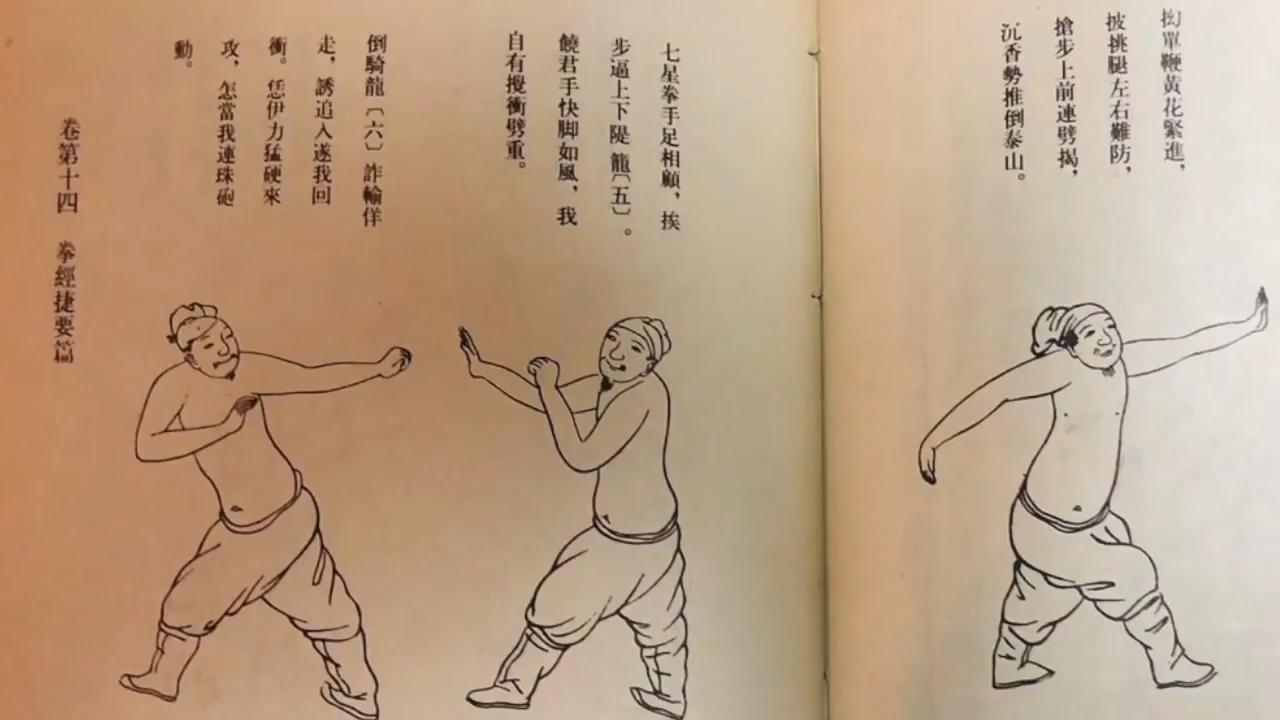 拗單鞭黃花緊進，
披挑腿左右難防，
搶步上前連劈揭，
沉香勢推倒泰山。
七星拳手足相顧，挨
步逼上下隄籠〔五〕。
饒君手快脚如風，我
自有攪衝劈重。
倒騎龍〔六〕詐輸佯
走，誘追入遂我回
衝。恁伊力猛硬來
攻，怎當我連珠砲
動。
卷第十四 拳經捷要篇